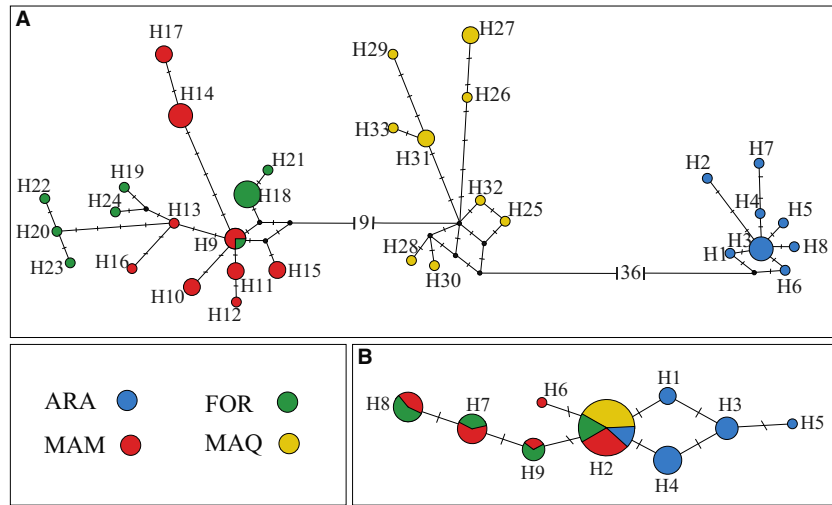 A
H17
H14
H29
H27
H26
H33
H31
H2
H7
H19
H21
H22
H24
H18
H13
H32
H25
H4
H5
H20
H9
9
H3
H8
H1
H23
H16
H28
H30
H15
H6
H10
H11
H12
36
ARA
FOR
MAM
MAQ
B
H8
H7
H6
H1
H3
H5
H9
H2
H4